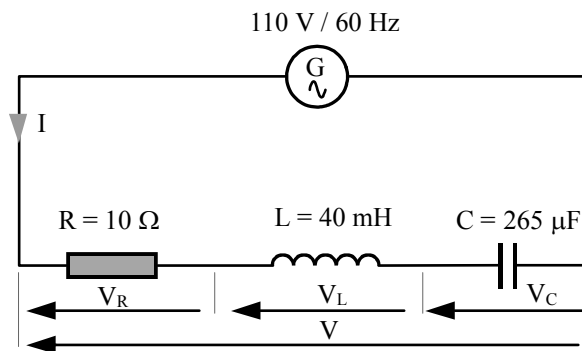 110 V / 60 Hz
G
I
R = 10 Ω
L = 40 mH
C = 265 μF
V_R
V_L
V_C
V